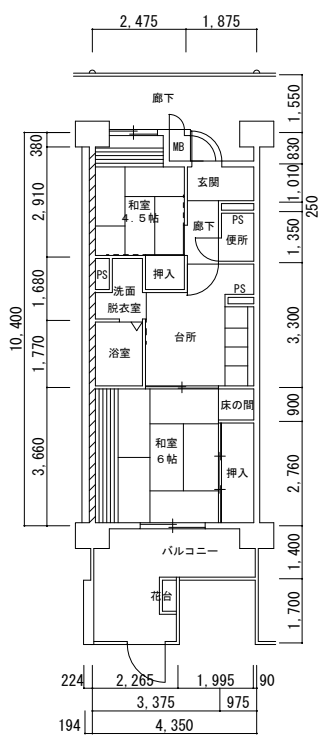 2,475
1,875
廊下
1,550
380
MB
830
玄関
1,010
2,910
和室
4.5帖
廊下
PS
便所
250
1,350
10,400
1,680
PS
洗面
脱衣室
押入
PS
3,300
1,770
浴室
台所
床の間
900
3,660
和室
6帖
押入
2,760
バルコニー
1,400
花台
1,700
224
2,265
1,995
90
3,375
975
194
4,350